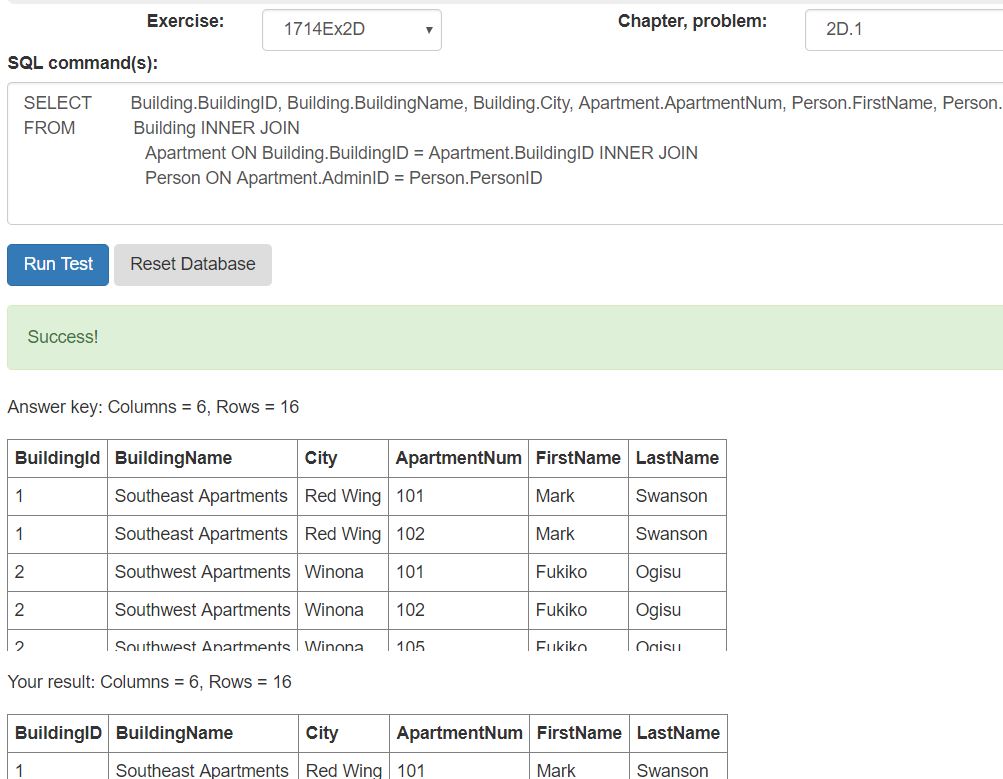 Exercise: 1714Ex2D Chapter, problem: 2D.1
SQL command(s):
SELECT Building.BuildingID, Building.BuildingName, Building.City, Apartment.ApartmentNum, Person.FirstName, Person.
FROM Building INNER JOIN
Apartment ON Building.BuildingID = Apartment.BuildingID INNER JOIN
Person ON Apartment.AdminID = Person.PersonID
Run Test Reset Database
Success!
Answer key: Columns = 6, Rows = 16
BuildingId BuildingName City ApartmentNum FirstName LastName
1 Southeast Apartments Red Wing 101 Mark Swanson
1 Southeast Apartments Red Wing 102 Mark Swanson
2 Southwest Apartments Winona 101 Fukiko Ogisu
2 Southwest Apartments Winona 102 Fukiko Ogisu
2 Southwest Apartments Winona 105 Fukiko Ogisu
Your result: Columns = 6, Rows = 16
BuildingID BuildingName City ApartmentNum FirstName LastName
1 Southeast Apartments Red Wing 101 Mark Swanson